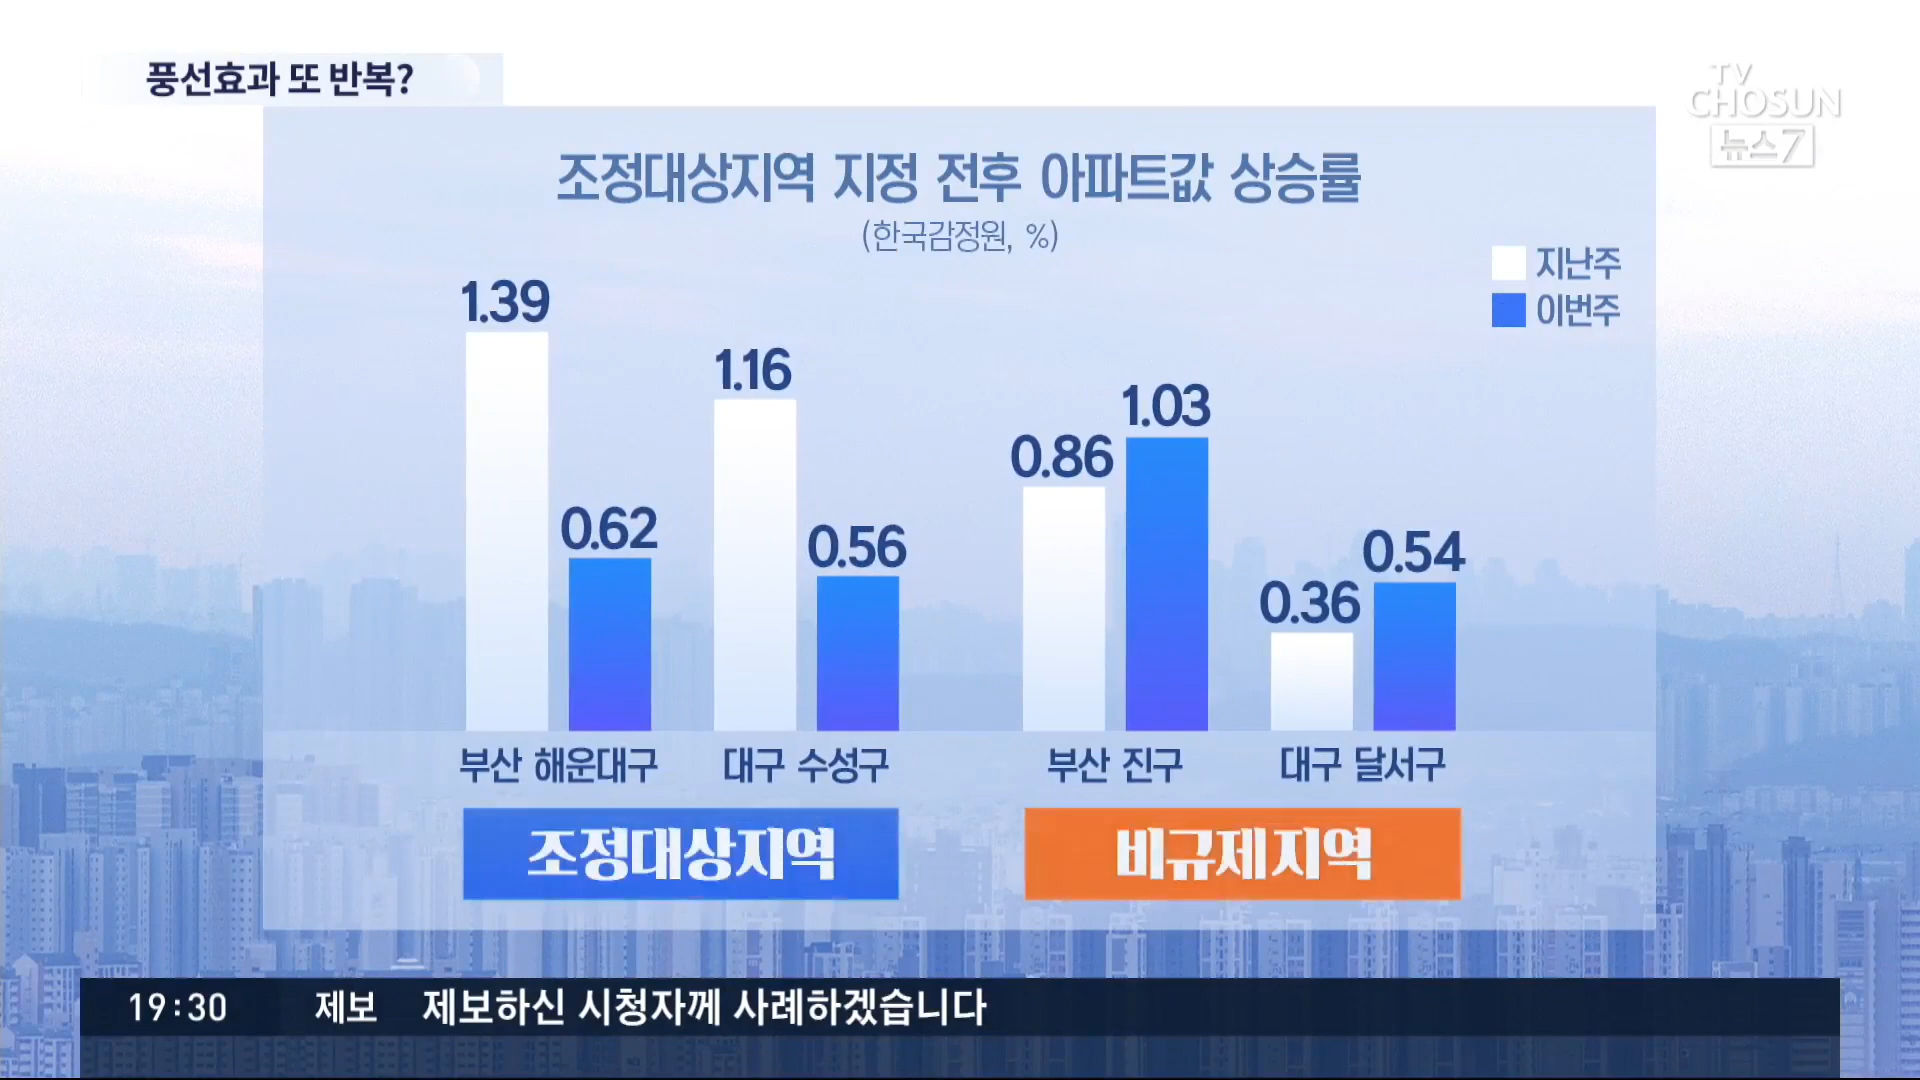 풍선효과 또 반복?
TV
CHOSUN
뉴스7
조정대상지역 지정 전후 아파트값 상승률
(한국감정원, %)
지난주
이번주
1.39
0.62
1.16
0.56
0.86
1.03
0.36
0.54
부산 해운대구
대구 수성구
부산 진구
대구 달서구
조정대상지역
비규제지역
19:30 제보 제보하신 시청자께 사례하겠습니다